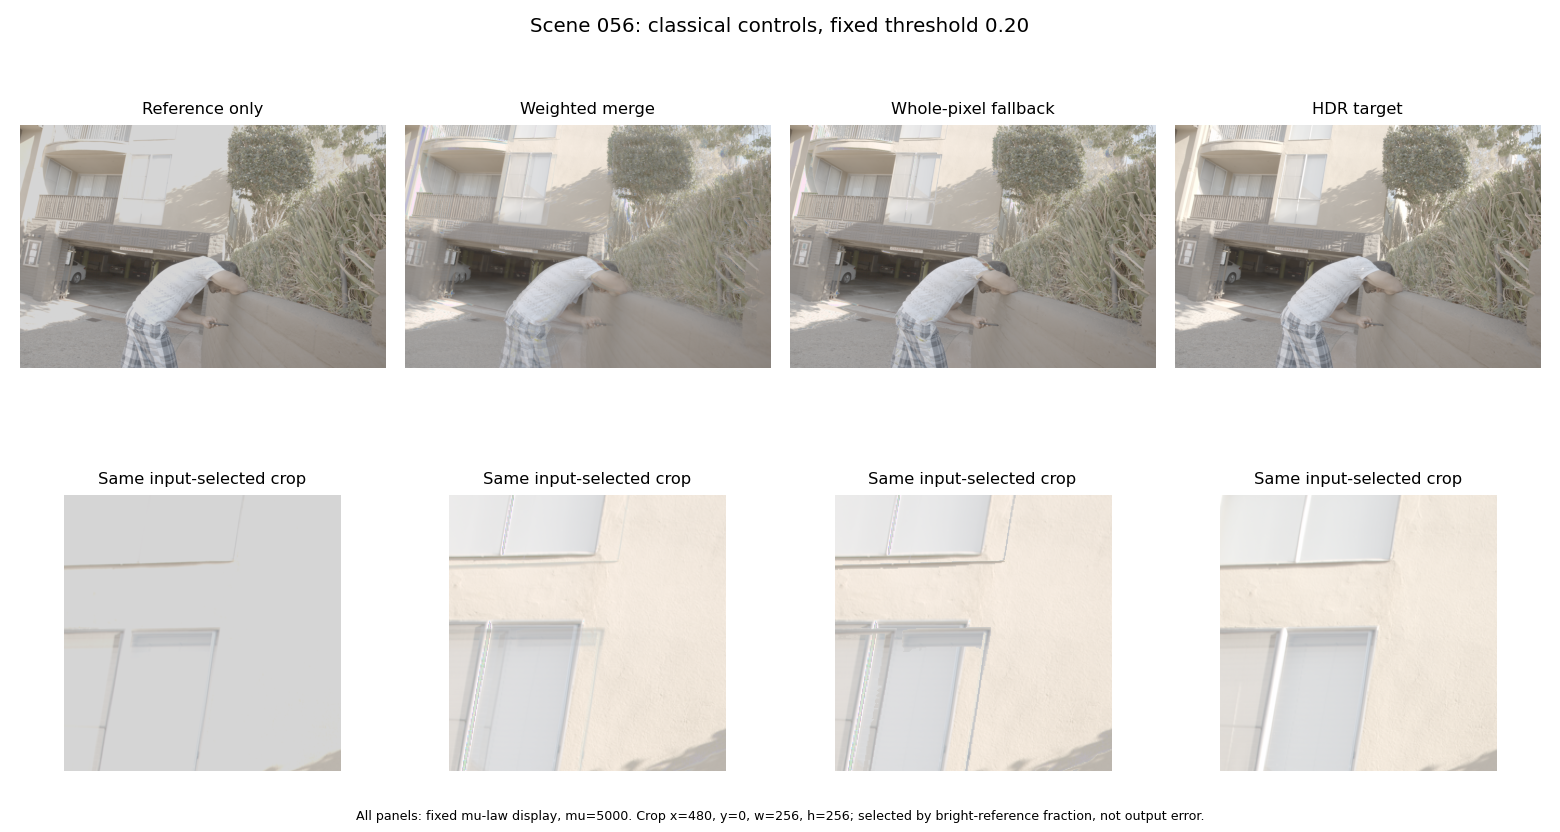 Scene 056: classical controls, fixed threshold 0.20
Reference only
Weighted merge
Whole-pixel fallback
HDR target
Same input-selected crop
Same input-selected crop
Same input-selected crop
Same input-selected crop
All panels: fixed mu-law display, mu=5000. Crop x=480, y=0, w=256, h=256; selected by bright-reference fraction, not output error.